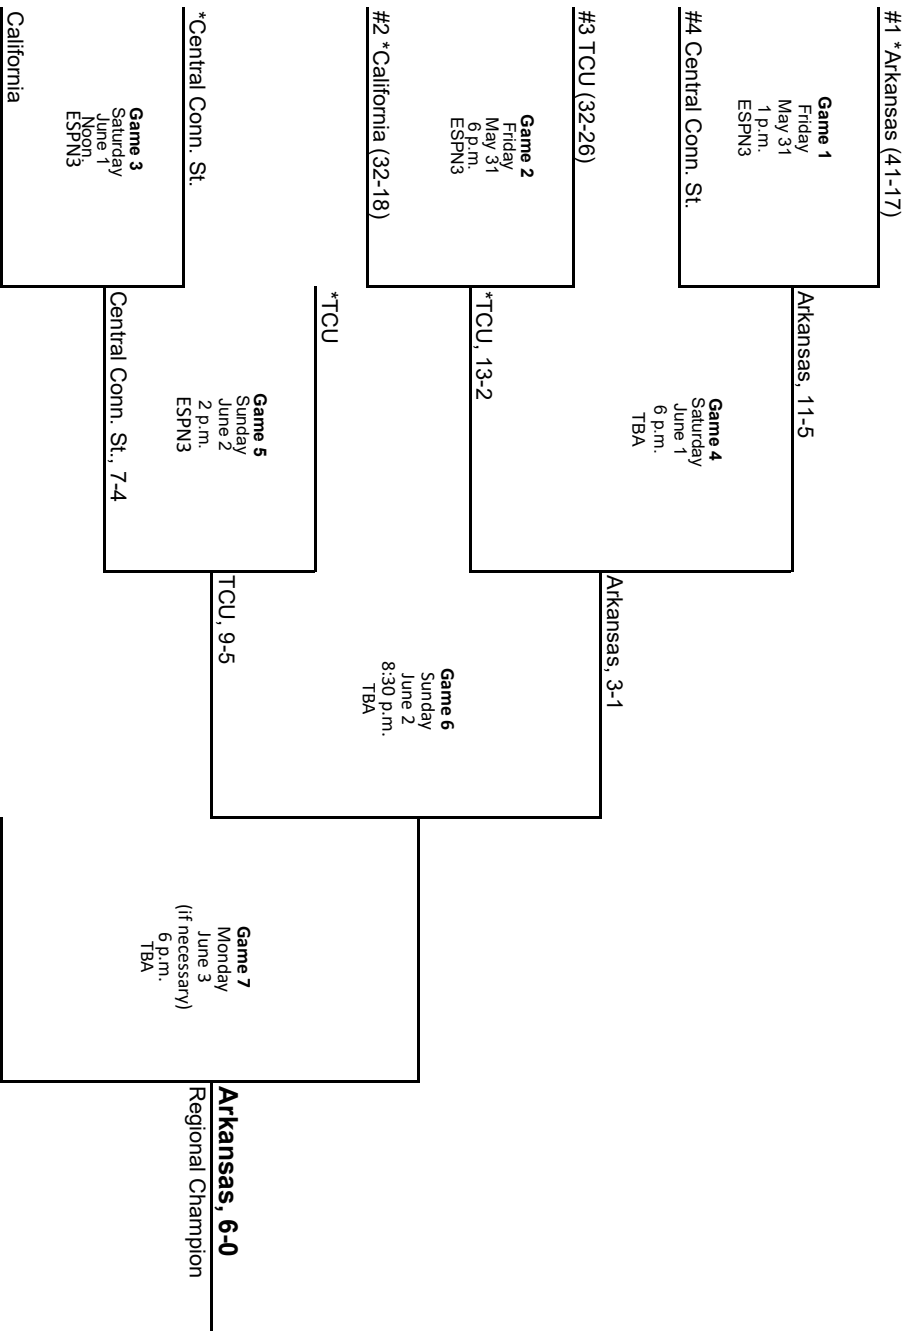 #1 *Arkansas (41-17)
Game 1
Friday
May 31
1 p.m.
ESPN3
#4 Central Conn. St.
#3 TCU (32-26)
Game 2
Friday
May 31
6 p.m.
ESPN3
#2 *California (32-18)
*Central Conn. St.
Game 3
Saturday
June 1
Noon
ESPN3
California
Arkansas, 11-5
Game 4
Saturday
June 1
6 p.m.
TBA
*TCU, 13-2
*TCU
Game 5
Sunday
June 2
2 p.m.
ESPN3
Central Conn. St., 7-4
Arkansas, 3-1
Game 6
Sunday
June 2
8:30 p.m.
TBA
TCU, 9-5
Game 7
Monday
June 3
(if necessary)
6 p.m.
TBA
Arkansas, 6-0
Regional Champion